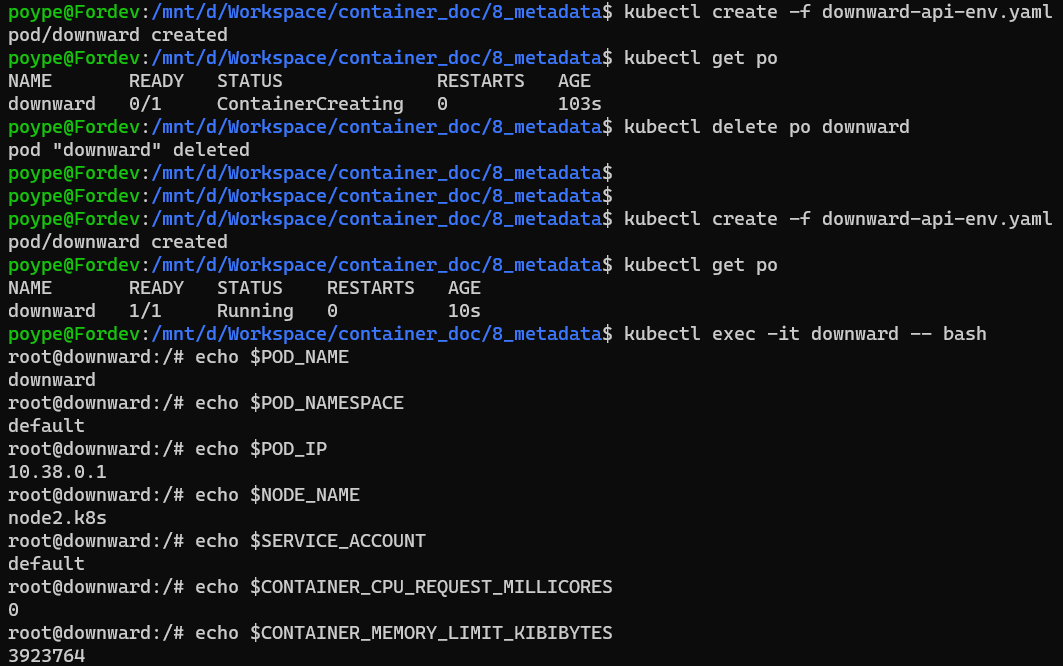 poype@Fordev:/mnt/d/Workspace/container_doc/8_metadata$ kubectl create -f downward-api-env.yaml
pod/downward created
poype@Fordev:/mnt/d/Workspace/container_doc/8_metadata$ kubectl get po
NAME       READY   STATUS              RESTARTS   AGE
downward   0/1     ContainerCreating   0          103s
poype@Fordev:/mnt/d/Workspace/container_doc/8_metadata$ kubectl delete po downward
pod "downward" deleted
poype@Fordev:/mnt/d/Workspace/container_doc/8_metadata$
poype@Fordev:/mnt/d/Workspace/container_doc/8_metadata$
poype@Fordev:/mnt/d/Workspace/container_doc/8_metadata$ kubectl create -f downward-api-env.yaml
pod/downward created
poype@Fordev:/mnt/d/Workspace/container_doc/8_metadata$ kubectl get po
NAME       READY   STATUS    RESTARTS   AGE
downward   1/1     Running   0          10s
poype@Fordev:/mnt/d/Workspace/container_doc/8_metadata$ kubectl exec -it downward -- bash
root@downward:/# echo $POD_NAME
downward
root@downward:/# echo $POD_NAMESPACE
default
root@downward:/# echo $POD_IP
10.38.0.1
root@downward:/# echo $NODE_NAME
node2.k8s
root@downward:/# echo $SERVICE_ACCOUNT
default
root@downward:/# echo $CONTAINER_CPU_REQUEST_MILLICORES
0
root@downward:/# echo $CONTAINER_MEMORY_LIMIT_KIBIBYTES
3923764